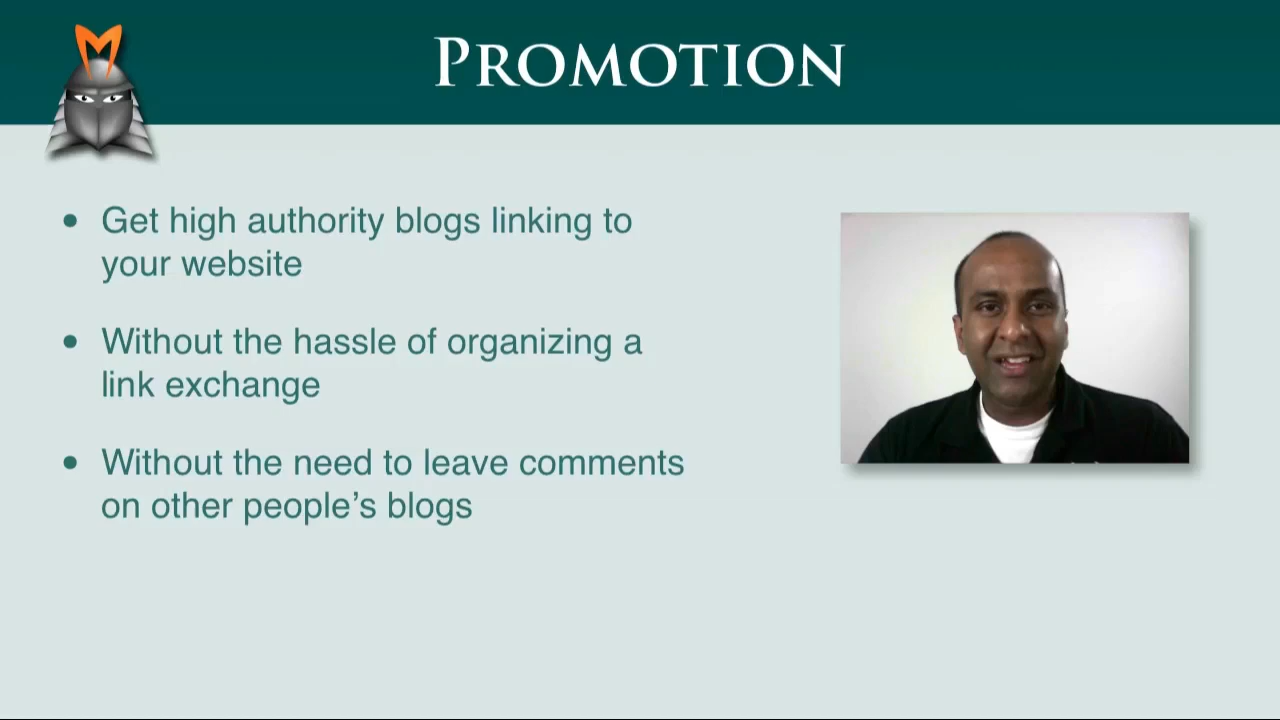 PROMOTION
• Get high authority blogs linking to
your website
• Without the hassle of organizing a
link exchange
• Without the need to leave comments
on other people’s blogs